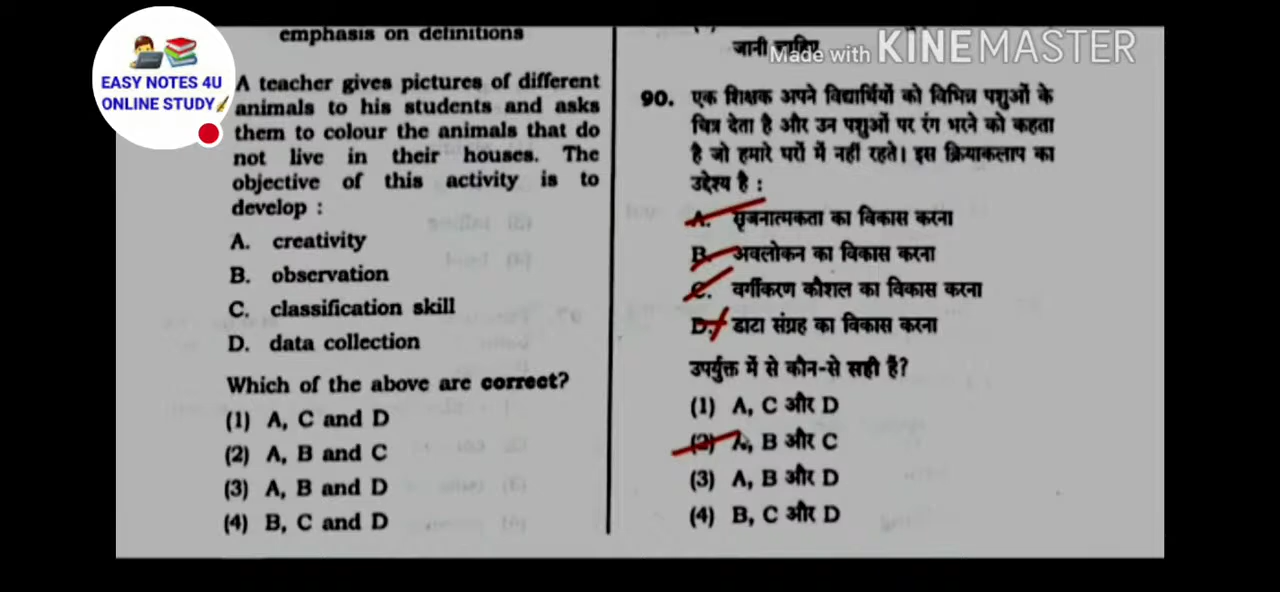 EASY NOTES 4U
ONLINE STUDY
Made with KINEMASTER
emphasis on definitions
A teacher gives pictures of different
animals to his students and asks
them to colour the animals that do
not live in their houses. The
objective of this activity is to
develop :
A. creativity
B. observation
C. classification skill
D. data collection
Which of the above are correct?
(1) A, C and D
(2) A, B and C
(3) A, B and D
(4) B, C and D
जानी चाहिए
90. एक शिक्षक अपने विद्यार्थियों को विभिन्न पशुओं के
चित्र देता है और उन पशुओं पर रंग भरने को कहता
है जो हमारे घरों में नहीं रहते। इस क्रियाकलाप का
उद्देश्य है :
A. सृजनात्मकता का विकास करना
B. अवलोकन का विकास करना
C. वर्गीकरण कौशल का विकास करना
D. डाटा संग्रह का विकास करना
उपर्युक्त में से कौन-से सही हैं?
(1) A, C और D
(2) A, B और C
(3) A, B और D
(4) B, C और D